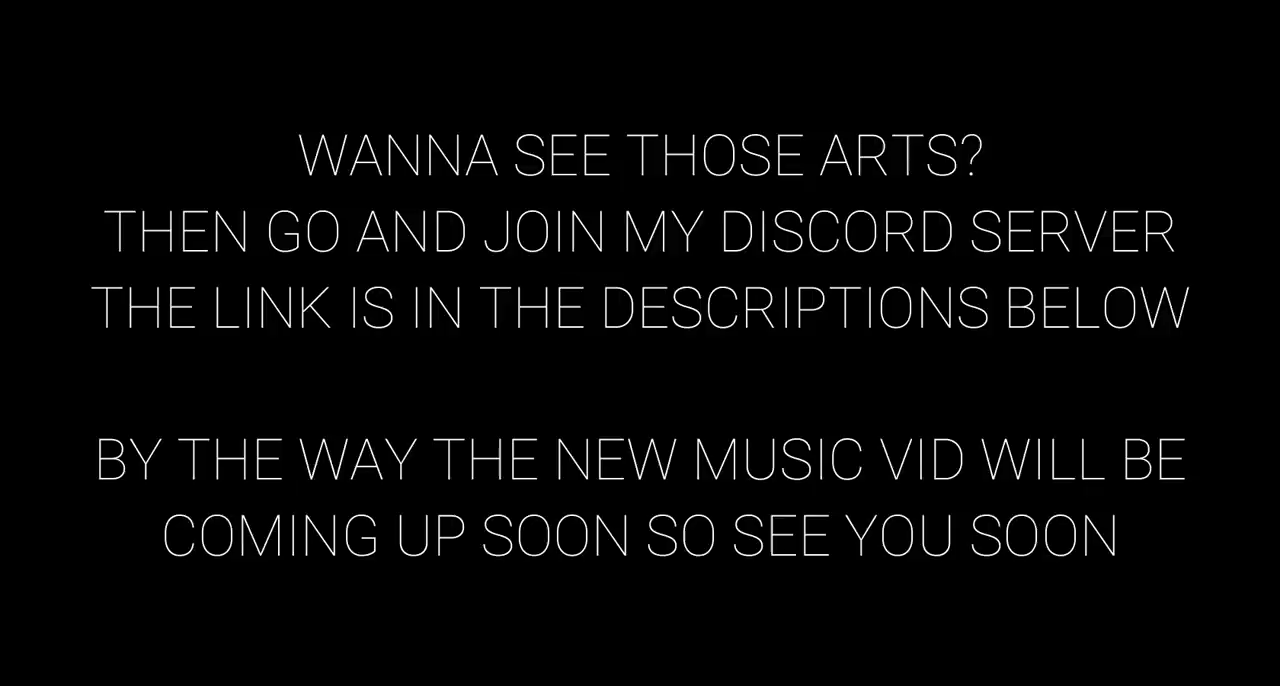 WANNA SEE THOSE ARTS?
THEN GO AND JOIN MY DISCORD SERVER
THE LINK IS IN THE DESCRIPTIONS BELOW
BY THE WAY THE NEW MUSIC VID WILL BE
COMING UP SOON SO SEE YOU SOON